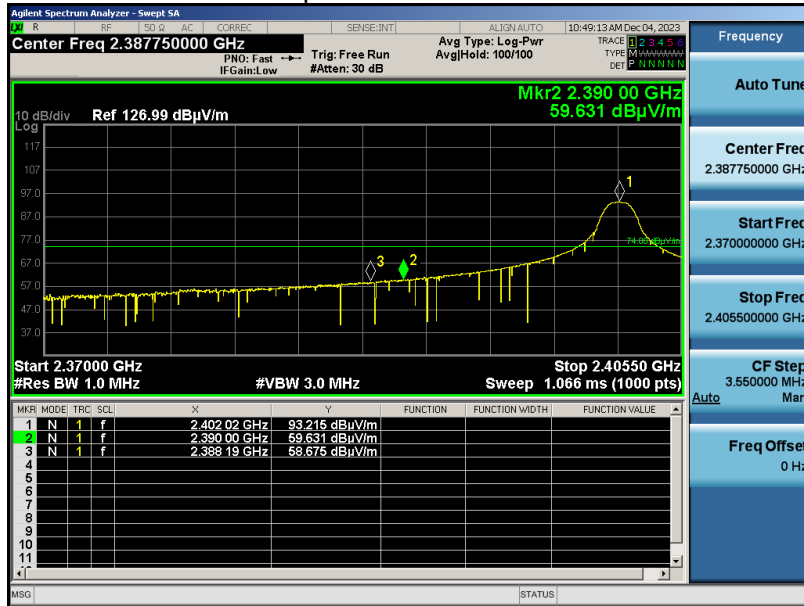 Agilent Spectrum Analyzer - Swept SA
LXI R RF 50 Ω AC CORREC SENSE:INT ALIGN AUTO 10:49:13 AM Dec 04, 2023
Center Freq 2.387750000 GHz
PNO: Fast
IFGain:Low
Trig: Free Run
#Atten: 30 dB
Avg Type: Log-Pwr
Avg|Hold: 100/100
TRACE 1 2 3 4 5 6
TYPE M
DET P N N N N N
Mkr2 2.390 00 GHz
59.631 dBµV/m
10 dB/div Ref 126.99 dBµV/m
Log
117
107
97.0
87.0
77.0
67.0
57.0
47.0
37.0
1
2
3
74.00 dBµV/m
Start 2.37000 GHz Stop 2.40550 GHz
#Res BW 1.0 MHz #VBW 3.0 MHz Sweep 1.066 ms (1000 pts)
MKR MODE TRC SCL X Y FUNCTION FUNCTION WIDTH FUNCTION VALUE
1 N 1 f 2.402 02 GHz 93.215 dBµV/m
2 N 1 f 2.390 00 GHz 59.631 dBµV/m
3 N 1 f 2.388 19 GHz 58.675 dBµV/m
4
5
6
7
8
9
10
11
MSG STATUS
Frequency
Auto Tune
Center Freq
2.387750000 GHz
Start Freq
2.370000000 GHz
Stop Freq
2.405500000 GHz
CF Step
3.550000 MHz
Auto Man
Freq Offset
0 Hz